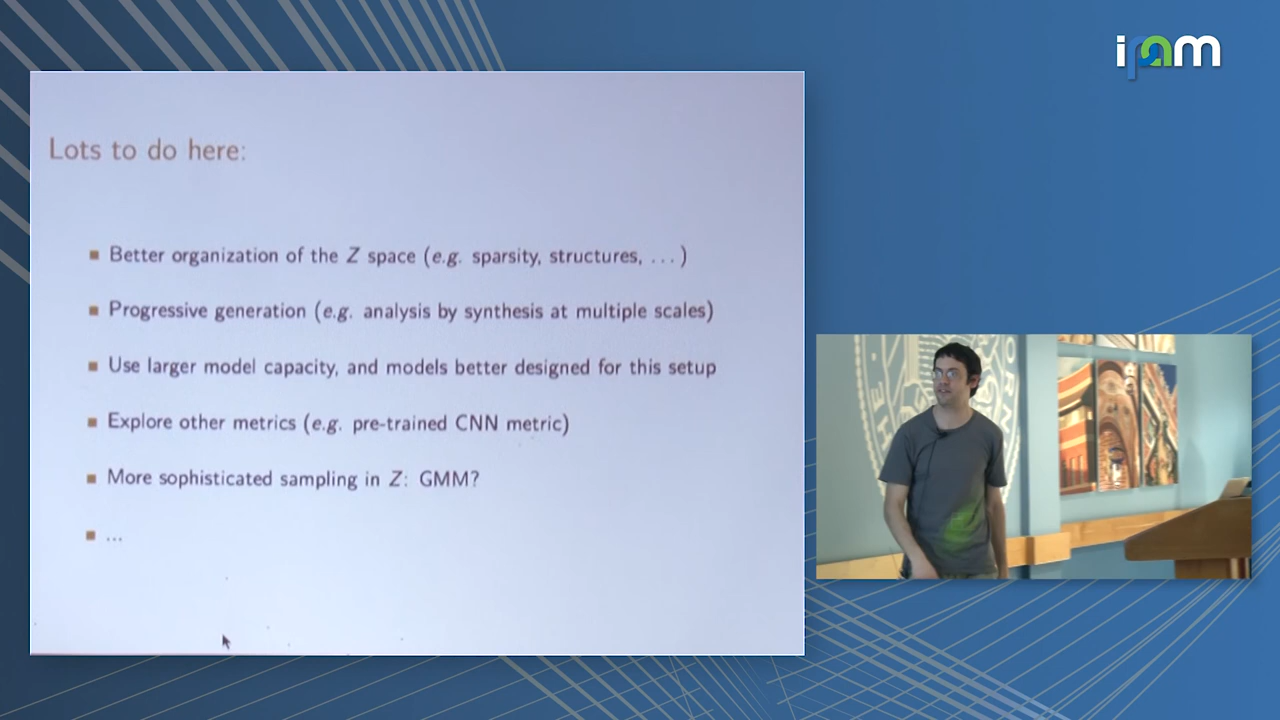 ipam
Lots to do here:
■ Better organization of the Z space (e.g. sparsity, structures, ...)
■ Progressive generation (e.g. analysis by synthesis at multiple scales)
■ Use larger model capacity, and models better designed for this setup
■ Explore other metrics (e.g. pre-trained CNN metric)
■ More sophisticated sampling in Z: GMM?
■ ...